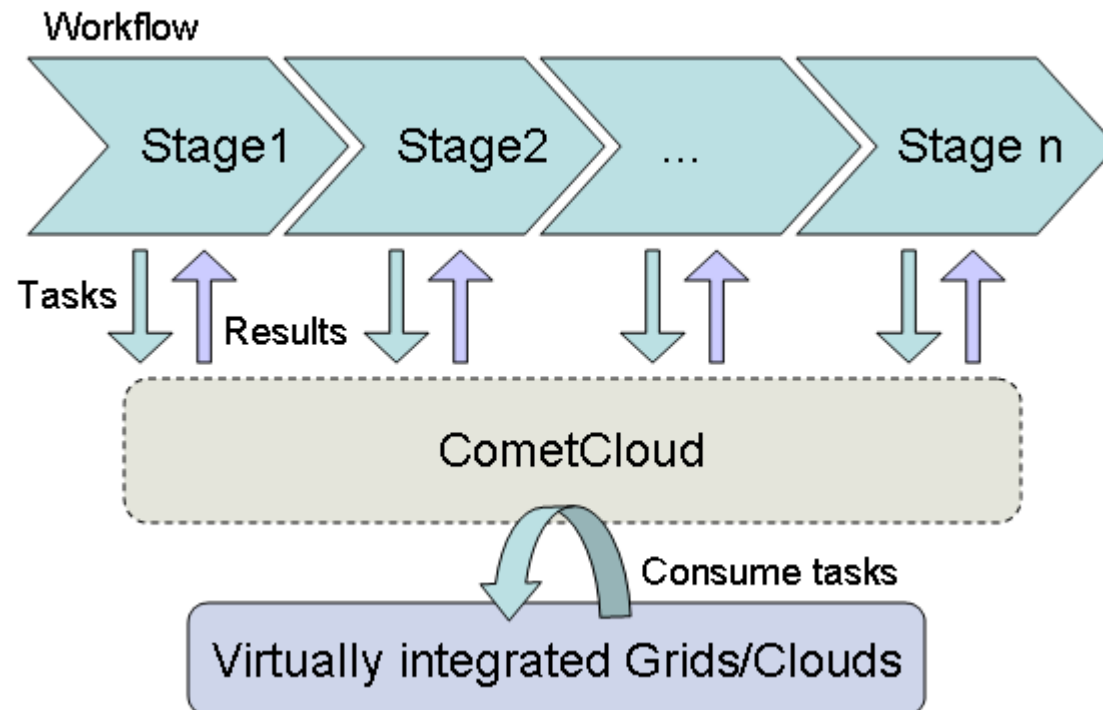 Workflow
Stage1
Stage2
...
Stage n
Tasks
Results
CometCloud
Consume tasks
Virtually integrated Grids/Clouds